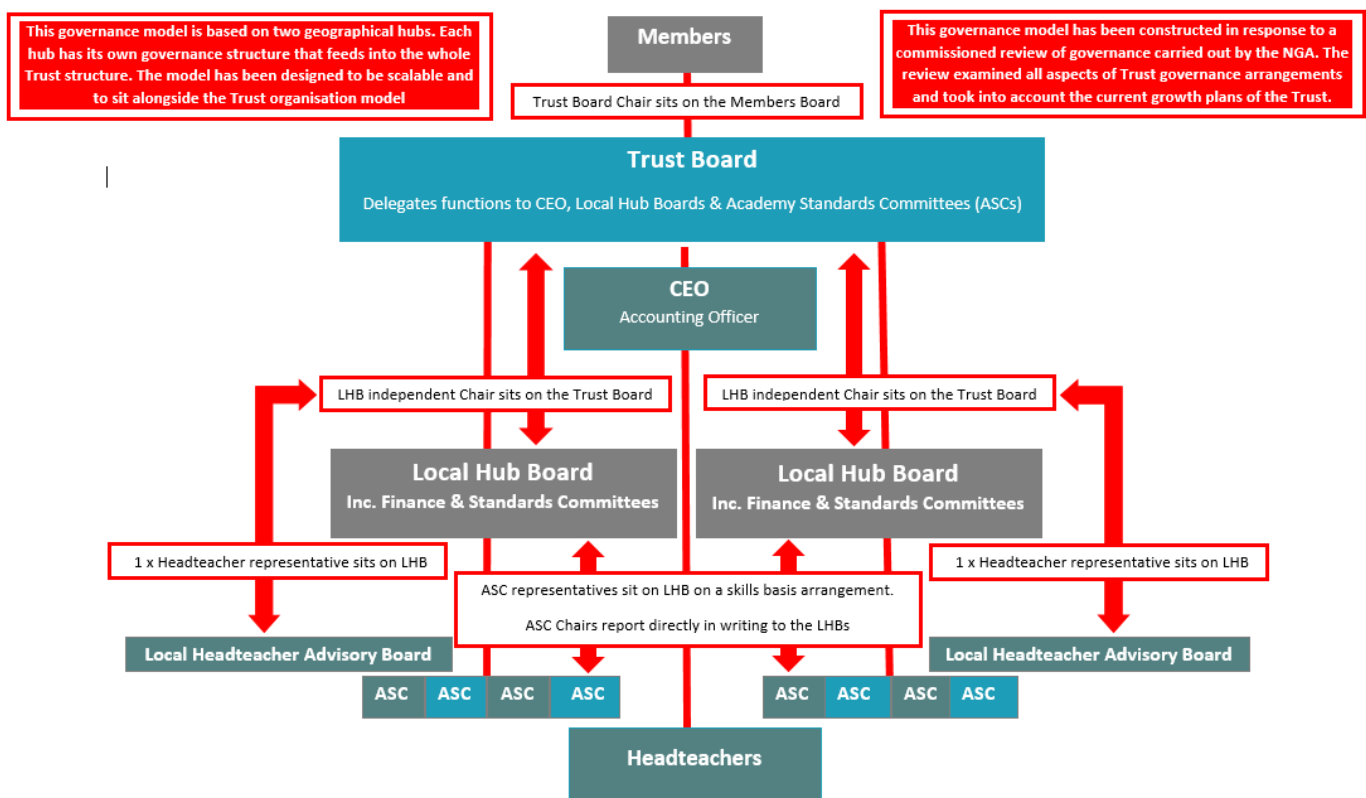 This governance model is based on two geographical hubs. Each
hub has its own governance structure that feeds into the whole
Trust structure. The model has been designed to be scalable and
to sit alongside the Trust organisation model
Members
This governance model has been constructed in response to a
commissioned review of governance carried out by the NGA. The
review examined all aspects of Trust governance arrangements
and took into account the current growth plans of the Trust.
Trust Board Chair sits on the Members Board
Trust Board
Delegates functions to CEO, Local Hub Boards & Academy Standards Committees (ASCs)
CEO
Accounting Officer
LHB independent Chair sits on the Trust Board
LHB independent Chair sits on the Trust Board
Local Hub Board
Inc. Finance & Standards Committees
Local Hub Board
Inc. Finance & Standards Committees
1 x Headteacher representative sits on LHB
ASC representatives sit on LHB on a skills basis arrangement.
ASC Chairs report directly in writing to the LHBs
1 x Headteacher representative sits on LHB
Local Headteacher Advisory Board
Local Headteacher Advisory Board
ASC ASC ASC ASC
ASC ASC ASC ASC
Headteachers